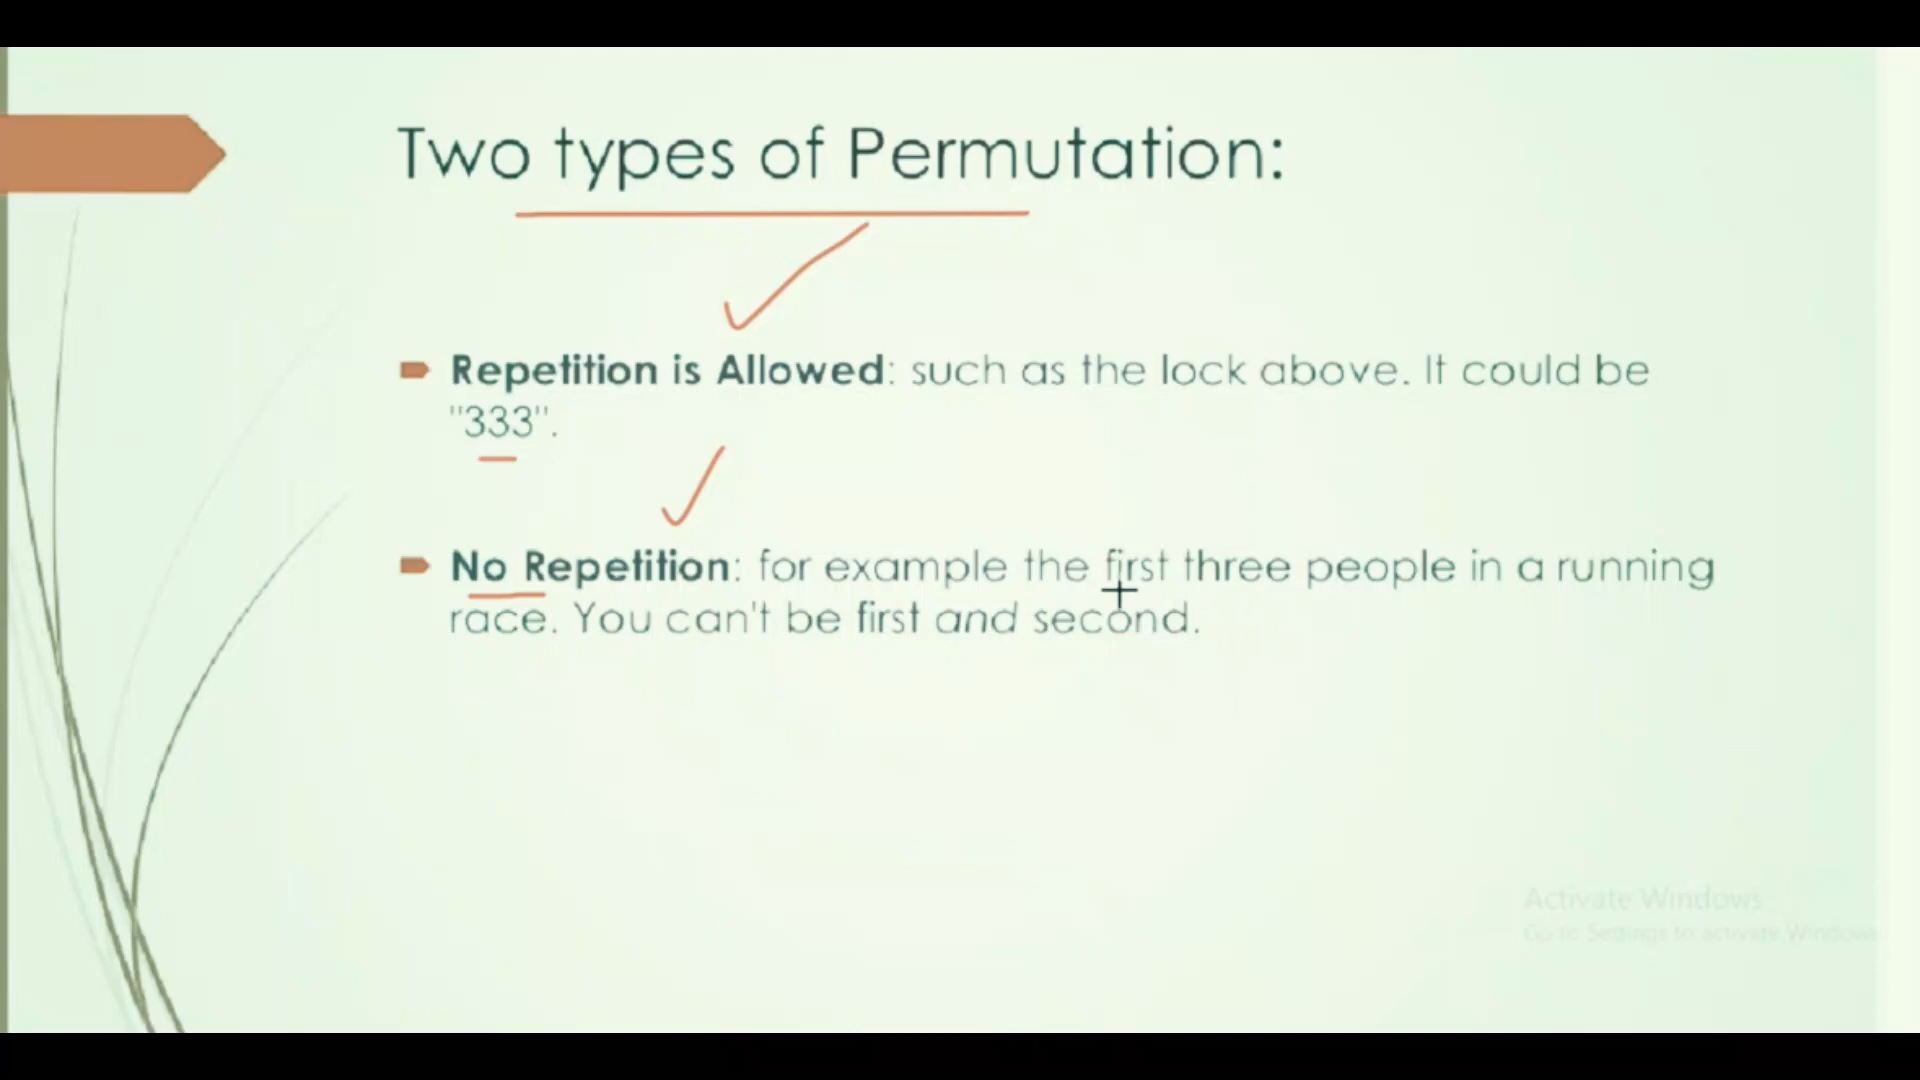 Two types of Permutation:
Repetition is Allowed: such as the lock above. It could be
"333".
No Repetition: for example the first three people in a running
race. You can't be first and second.
Activate Windows
Go to Settings to activate Windows